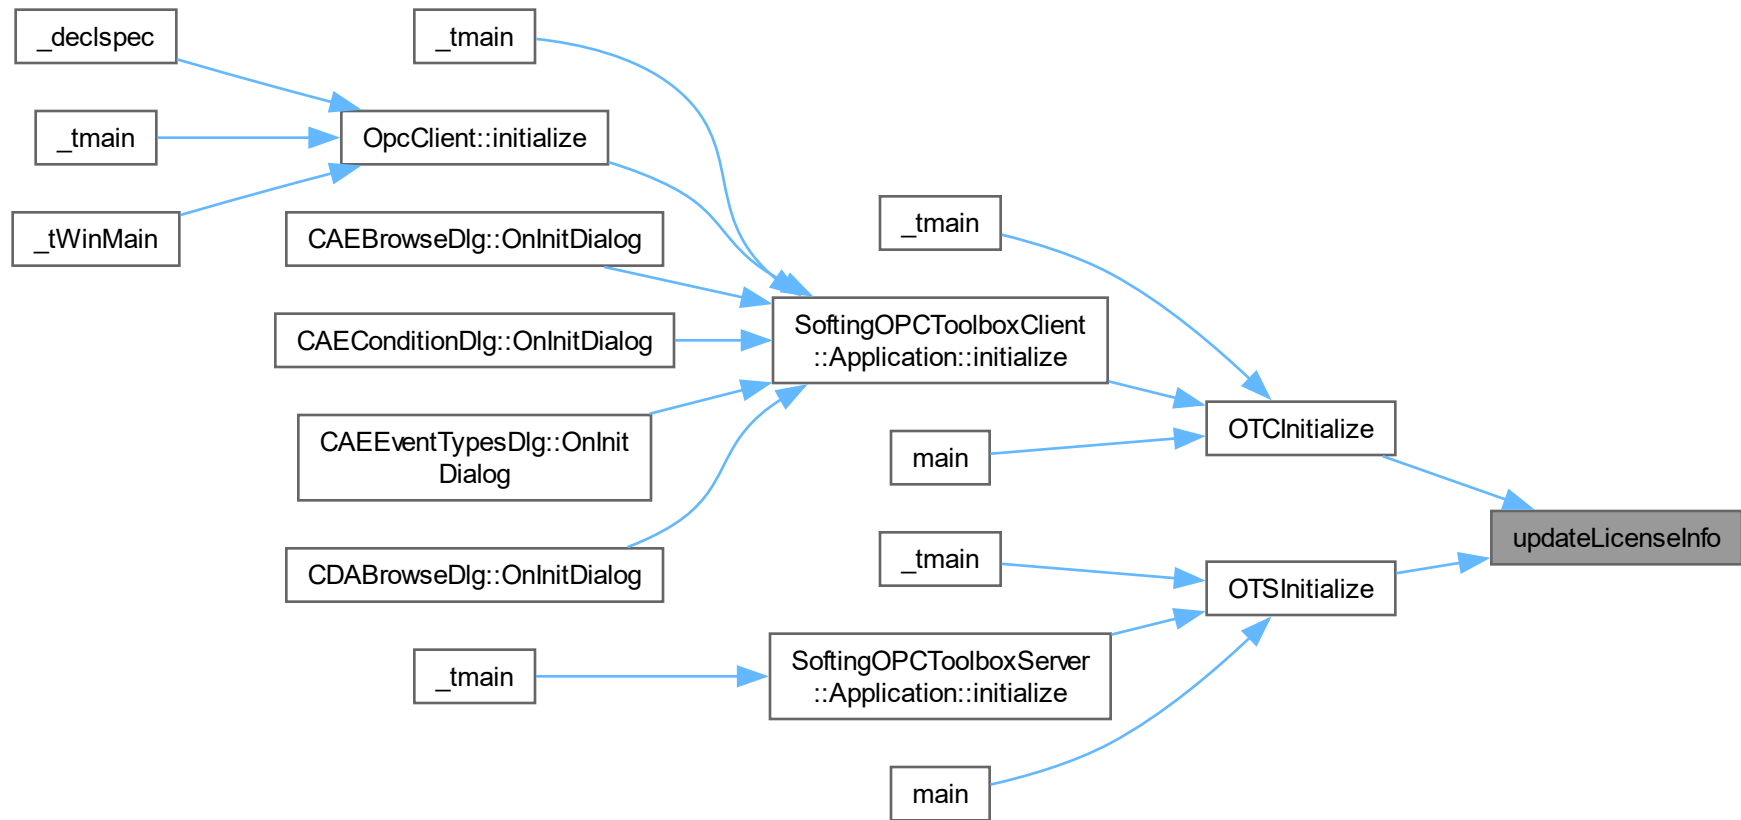 _declspec
_tmain
OpcClient::initialize
_tmain
_tWinMain
CAEBrowseDlg::OnInitDialog
_tmain
CAEConditionDlg::OnInitDialog
SoftingOPCToolboxClient
::Application::initialize
CAEEventTypesDlg::OnInit
Dialog
OTCInitialize
main
updateLicenseInfo
CDABrowseDlg::OnInitDialog
_tmain
OTSInitialize
_tmain
SoftingOPCToolboxServer
::Application::initialize
main